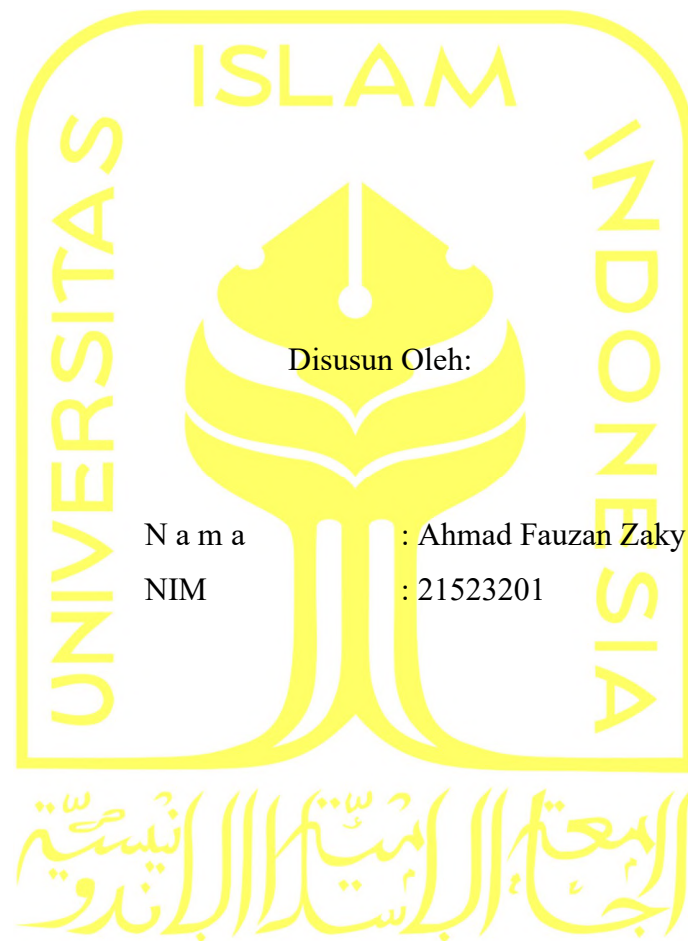 ISLAM
UNIVERSITAS
INDONESIA
Disusun Oleh:
N a m a : Ahmad Fauzan Zaky
NIM : 21523201